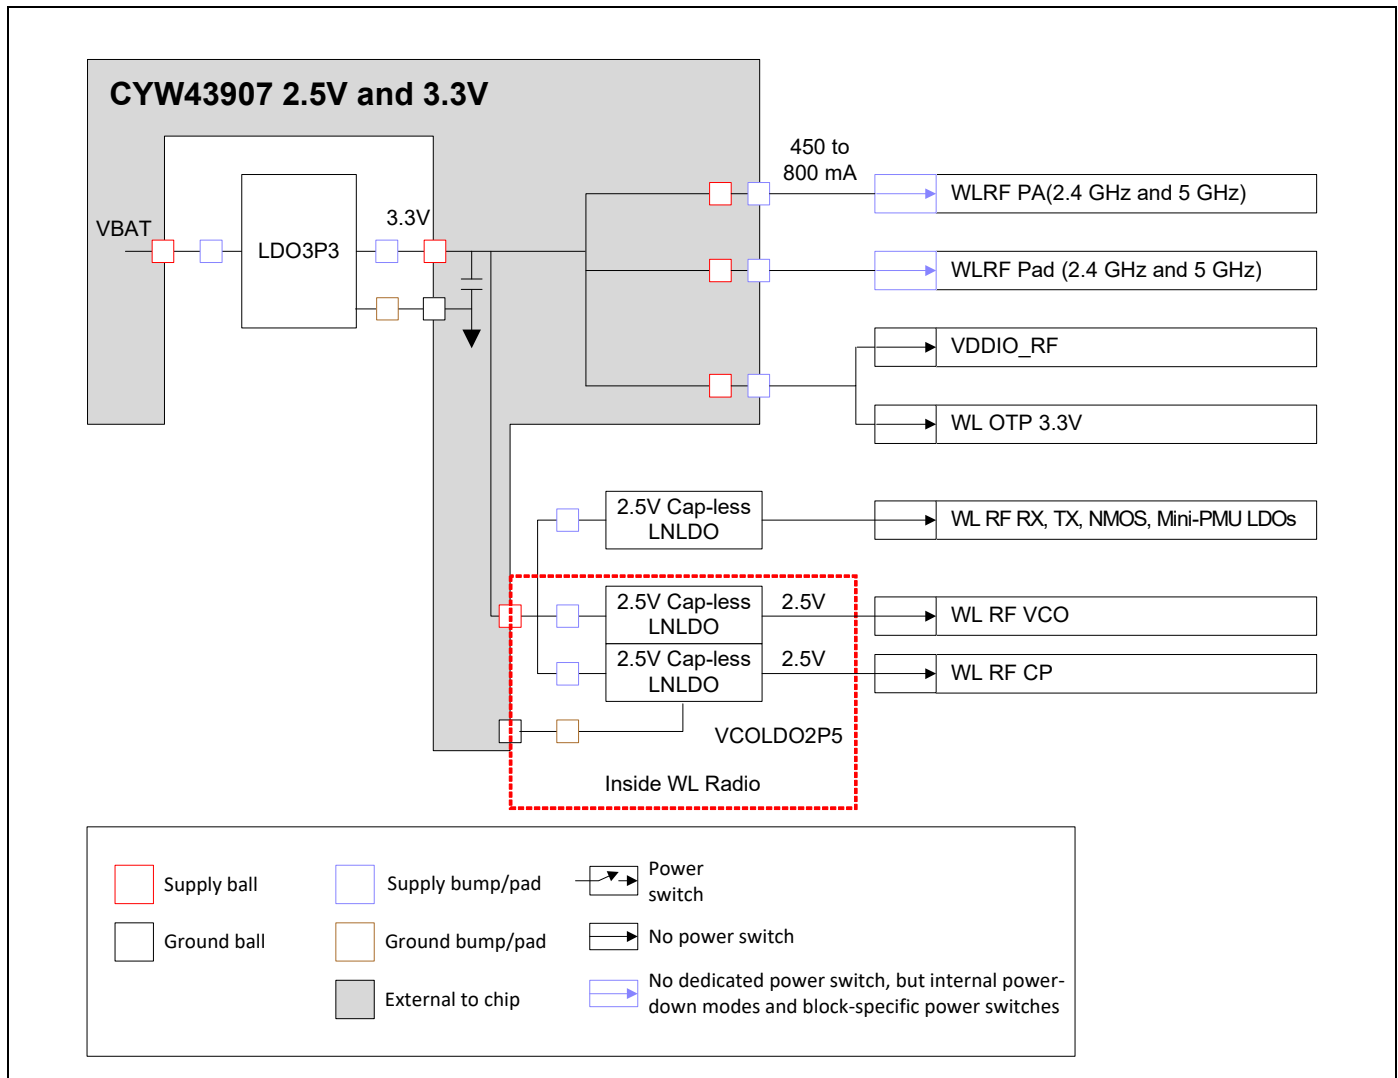 CYW43907 2.5V and 3.3V
450 to
800 mA
WLRF PA(2.4 GHz and 5 GHz)
VBAT
LDO3P3
3.3V
WLRF Pad (2.4 GHz and 5 GHz)
VDDIO_RF
WL OTP 3.3V
2.5V Cap-less
LNLDO
WL RF RX, TX, NMOS, Mini-PMU LDOs
2.5V Cap-less
LNLDO
2.5V
WL RF VCO
2.5V Cap-less
LNLDO
2.5V
WL RF CP
VCOLDO2P5
Inside WL Radio
Supply ball
Supply bump/pad
Power
switch
Ground ball
Ground bump/pad
No power switch
External to chip
No dedicated power switch, but internal power-
down modes and block-specific power switches